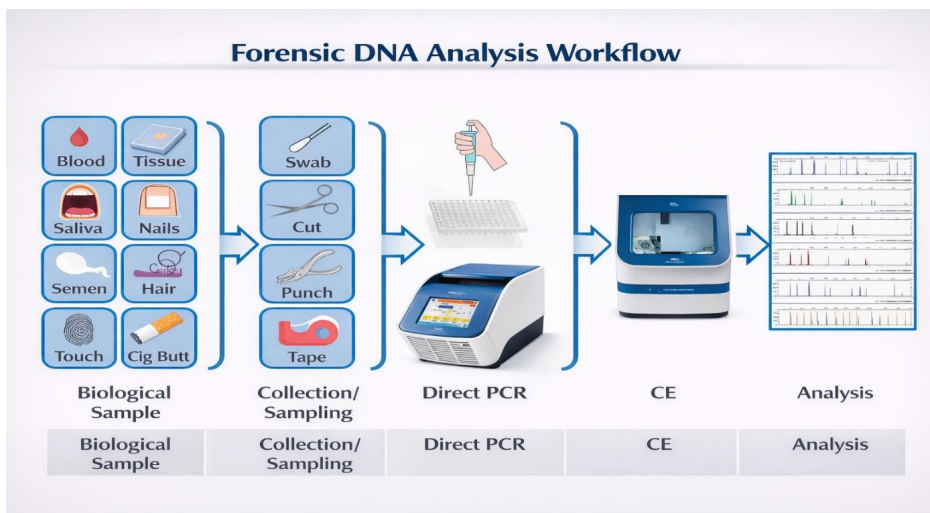 Forensic DNA Analysis Workflow
Blood
Tissue
Saliva
Nails
Semen
Hair
Touch
Cig Butt
Swab
Cut
Punch
Tape
Biological
Sample
Collection/
Sampling
Direct PCR
CE
Analysis
Biological
Sample
Collection/
Sampling
Direct PCR
CE
Analysis